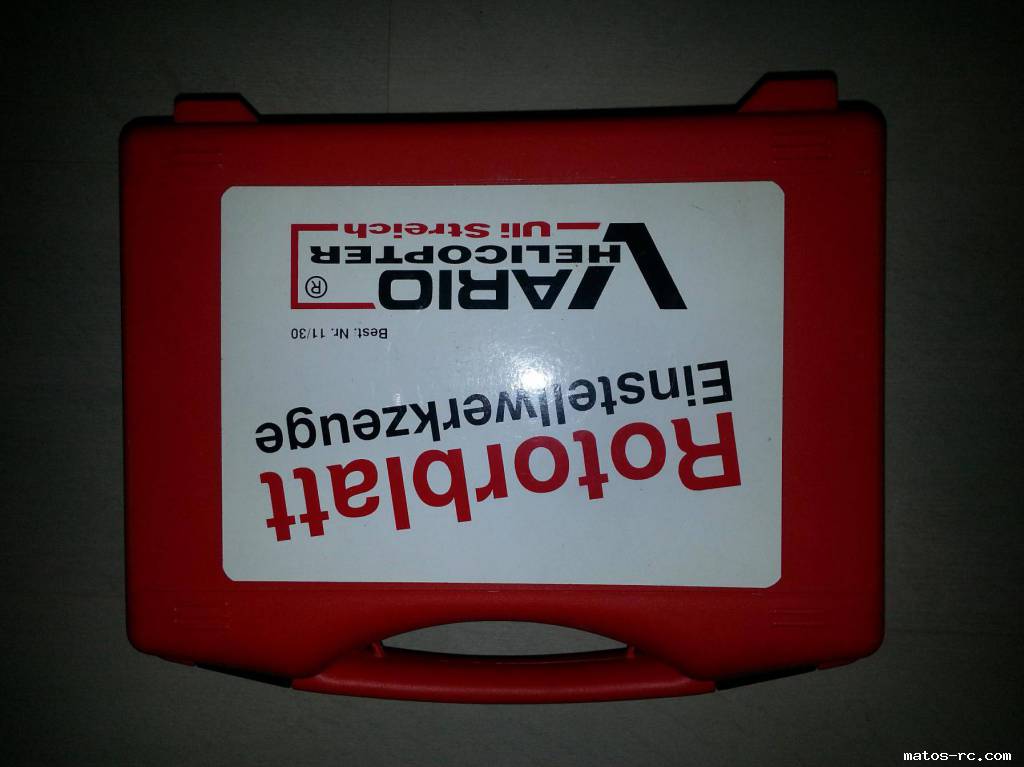 Rotorblatt
Einstellwerkzeuge
Best. Nr. 11/30
VARIO ®
HELICOPTER
Uli Streich
matos-rc.com